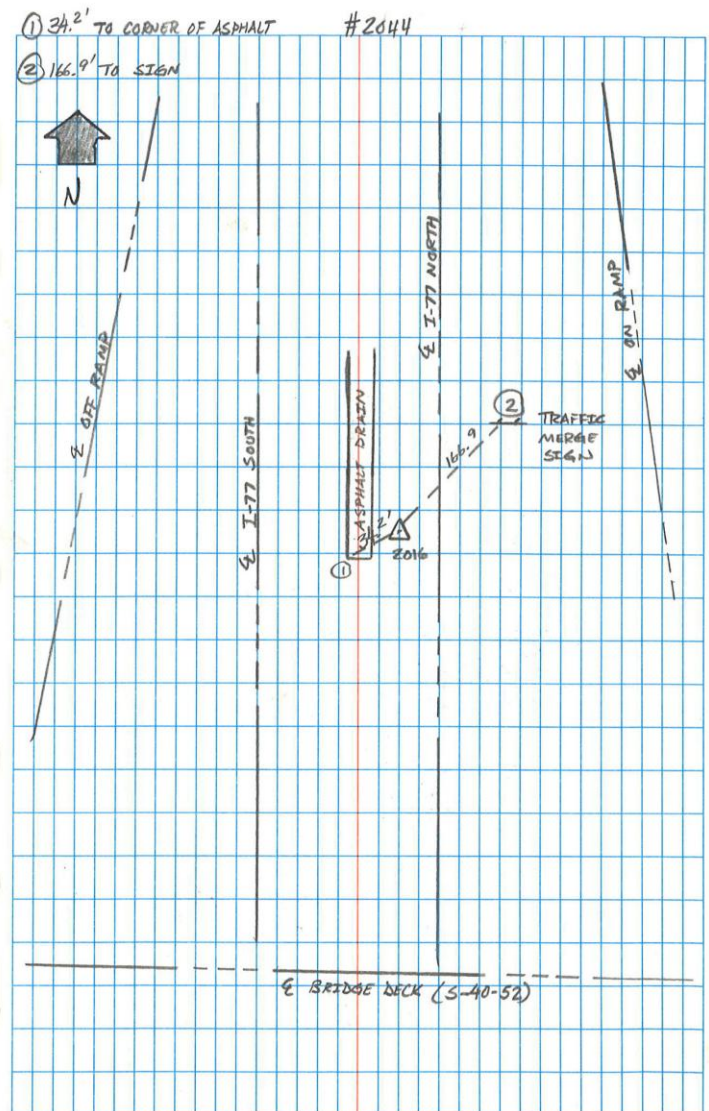 ① 34.2' TO CORNER OF ASPHALT #2044
② 166.9' TO SIGN
N
℄ OFF RAMP
℄ I-77 SOUTH
ASPHALT DRAIN
℄ I-77 NORTH
℄ ON RAMP
②
TRAFFIC
MERGE
SIGN
166.9
34.2'
2016
①
℄ BRIDGE DECK (S-40-52)